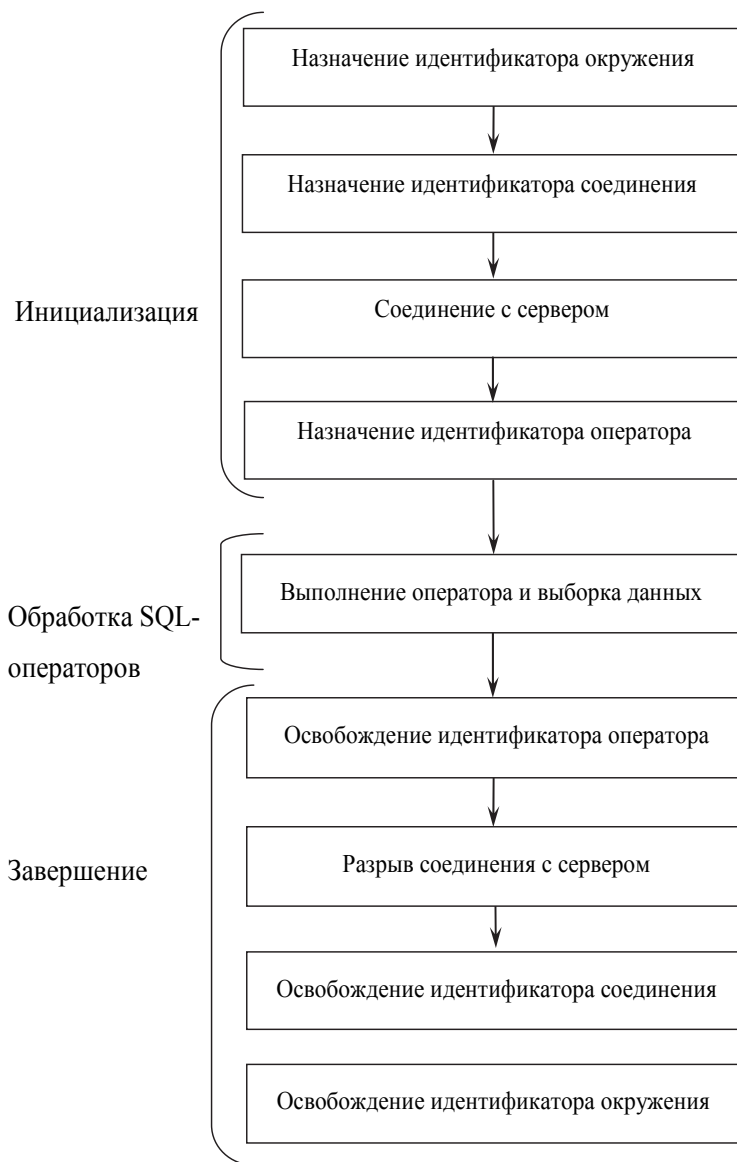 Назначение идентификатора окружения
Назначение идентификатора соединения
Инициализация
Соединение с сервером
Назначение идентификатора оператора
Выполнение оператора и выборка данных
Обработка SQL-
операторов
Освобождение идентификатора оператора
Разрыв соединения с сервером
Завершение
Освобождение идентификатора соединения
Освобождение идентификатора окружения